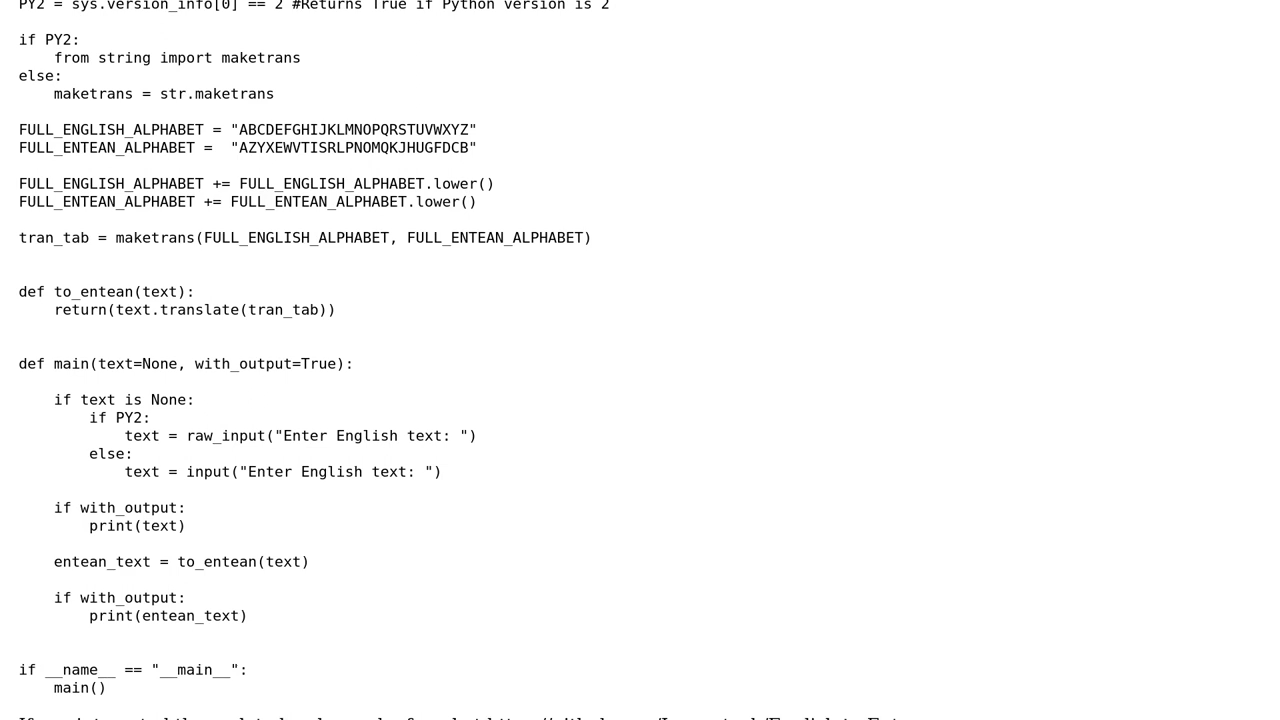 PY2 = sys.version_info[0] == 2 #Returns True if Python version is 2
if PY2:
    from string import maketrans
else:
    maketrans = str.maketrans
FULL_ENGLISH_ALPHABET = "ABCDEFGHIJKLMNOPQRSTUVWXYZ"
FULL_ENTEAN_ALPHABET =  "AZYXEWVTISRLPNOMQKJHUGFDCB"
FULL_ENGLISH_ALPHABET += FULL_ENGLISH_ALPHABET.lower()
FULL_ENTEAN_ALPHABET += FULL_ENTEAN_ALPHABET.lower()
tran_tab = maketrans(FULL_ENGLISH_ALPHABET, FULL_ENTEAN_ALPHABET)
def to_entean(text):
    return(text.translate(tran_tab))
def main(text=None, with_output=True):
    if text is None:
        if PY2:
            text = raw_input("Enter English text: ")
        else:
            text = input("Enter English text: ")
    if with_output:
        print(text)
    entean_text = to_entean(text)
    if with_output:
        print(entean_text)
if __name__ == "__main__":
    main()